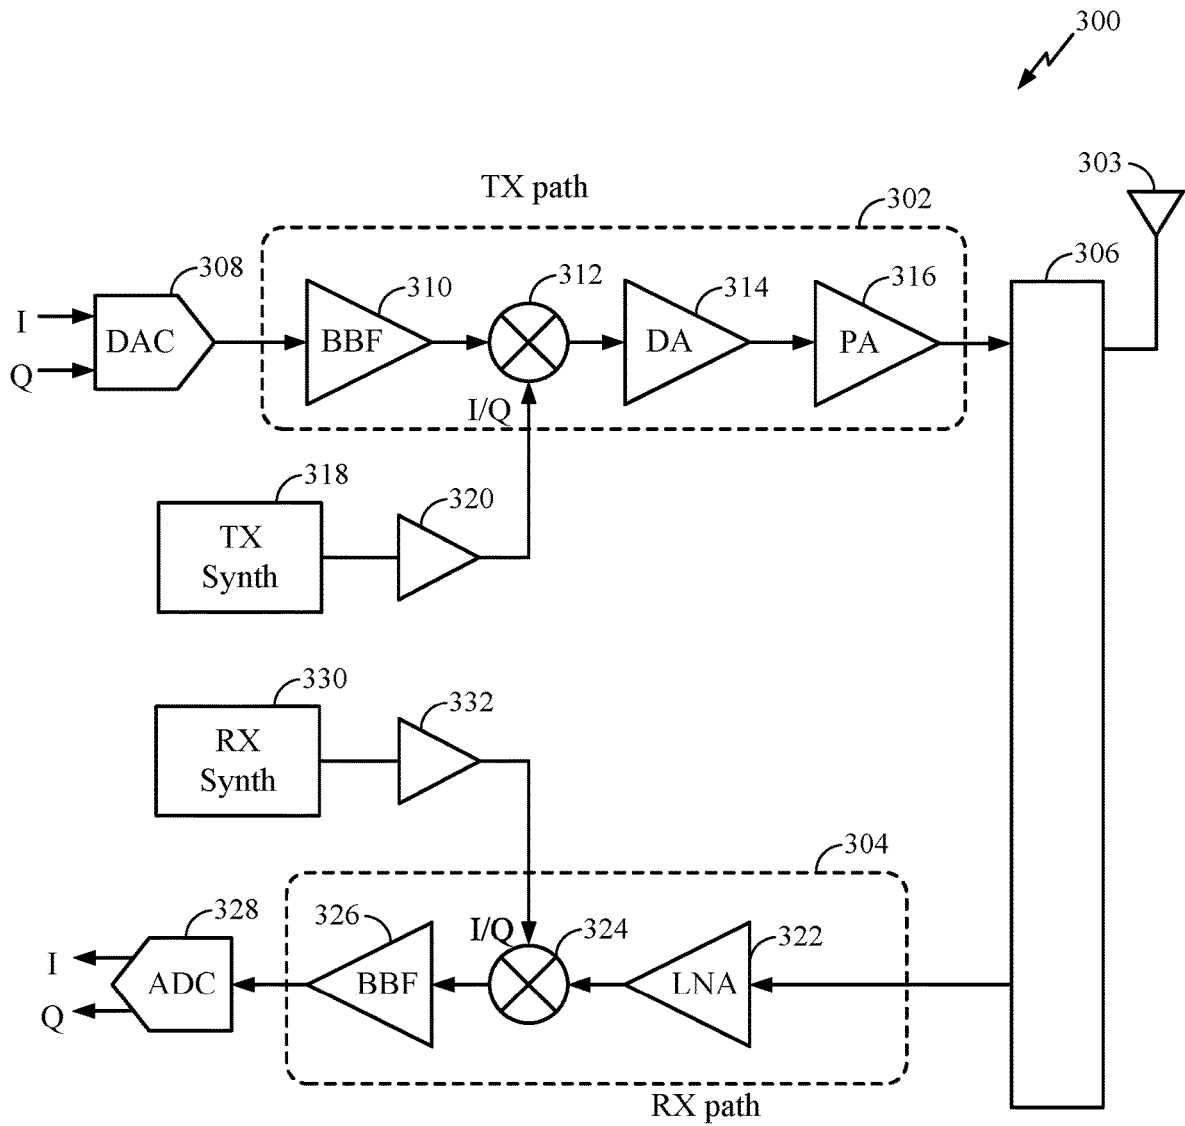 300
303
TX path
302
306
308
310
312
314
316
I
DAC
BBF
DA
PA
Q
I/Q
318
320
TX
Synth
330
332
RX
Synth
304
328
326
I/Q
324
322
I
ADC
BBF
LNA
Q
RX path